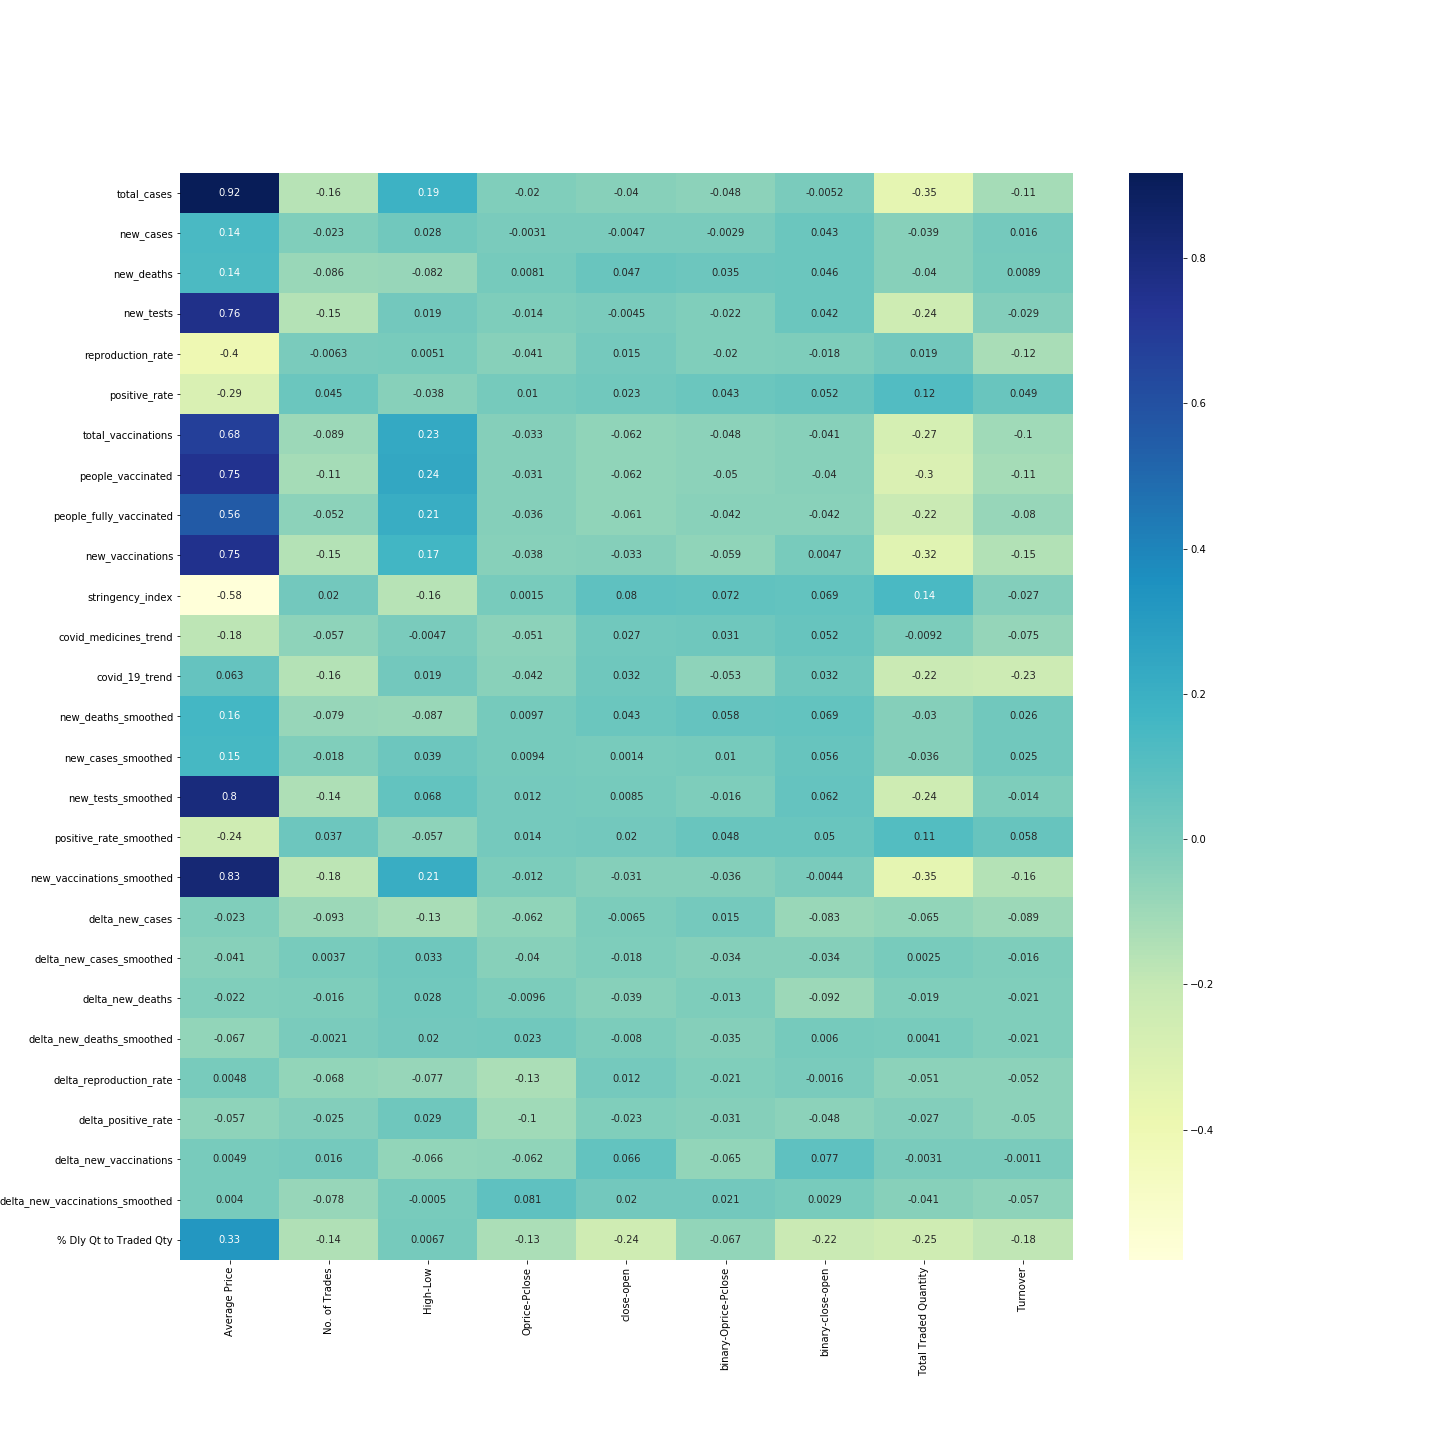 total_cases 0.92 -0.16 0.19 -0.02 -0.04 -0.048 -0.0052 -0.35 -0.11
new_cases 0.14 -0.023 0.028 -0.0031 -0.0047 -0.0029 0.043 -0.039 0.016
new_deaths 0.14 -0.086 -0.082 0.0081 0.047 0.035 0.046 -0.04 0.0089
0.8
new_tests 0.76 -0.15 0.019 -0.014 -0.0045 -0.022 0.042 -0.24 -0.029
reproduction_rate -0.4 -0.0063 0.0051 -0.041 0.015 -0.02 -0.018 0.019 -0.12
positive_rate -0.29 0.045 -0.038 0.01 0.023 0.043 0.052 0.12 0.049
0.6
total_vaccinations 0.68 -0.089 0.23 -0.033 -0.062 -0.048 -0.041 -0.27 -0.1
people_vaccinated 0.75 -0.11 0.24 -0.031 -0.062 -0.05 -0.04 -0.3 -0.11
people_fully_vaccinated 0.56 -0.052 0.21 -0.036 -0.061 -0.042 -0.042 -0.22 -0.08
0.4
new_vaccinations 0.75 -0.15 0.17 -0.038 -0.033 -0.059 0.0047 -0.32 -0.15
stringency_index -0.58 0.02 -0.16 0.0015 0.08 0.072 0.069 0.14 -0.027
covid_medicines_trend -0.18 -0.057 -0.0047 -0.051 0.027 0.031 0.052 -0.0092 -0.075
covid_19_trend 0.063 -0.16 0.019 -0.042 0.032 -0.053 0.032 -0.22 -0.23
0.2
new_deaths_smoothed 0.16 -0.079 -0.087 0.0097 0.043 0.058 0.069 -0.03 0.026
new_cases_smoothed 0.15 -0.018 0.039 0.0094 0.0014 0.01 0.056 -0.036 0.025
new_tests_smoothed 0.8 -0.14 0.068 0.012 0.0085 -0.016 0.062 -0.24 -0.014
positive_rate_smoothed -0.24 0.037 -0.057 0.014 0.02 0.048 0.05 0.11 0.058
0.0
new_vaccinations_smoothed 0.83 -0.18 0.21 -0.012 -0.031 -0.036 -0.0044 -0.35 -0.16
delta_new_cases -0.023 -0.093 -0.13 -0.062 -0.0065 0.015 -0.083 -0.065 -0.089
delta_new_cases_smoothed -0.041 0.0037 0.033 -0.04 -0.018 -0.034 -0.034 0.0025 -0.016
−0.2
delta_new_deaths -0.022 -0.016 0.028 -0.0096 -0.039 -0.013 -0.092 -0.019 -0.021
delta_new_deaths_smoothed -0.067 -0.0021 0.02 0.023 -0.008 -0.035 0.006 0.0041 -0.021
delta_reproduction_rate 0.0048 -0.068 -0.077 -0.13 0.012 -0.021 -0.0016 -0.051 -0.052
delta_positive_rate -0.057 -0.025 0.029 -0.1 -0.023 -0.031 -0.048 -0.027 -0.05
−0.4
delta_new_vaccinations 0.0049 0.016 -0.066 -0.062 0.066 -0.065 0.077 -0.0031 -0.0011
delta_new_vaccinations_smoothed 0.004 -0.078 -0.0005 0.081 0.02 0.021 0.0029 -0.041 -0.057
% Dly Qt to Traded Qty 0.33 -0.14 0.0067 -0.13 -0.24 -0.067 -0.22 -0.25 -0.18
Average Price
No. of Trades
High-Low
Oprice-Pclose
close-open
binary-Oprice-Pclose
binary-close-open
Total Traded Quantity
Turnover